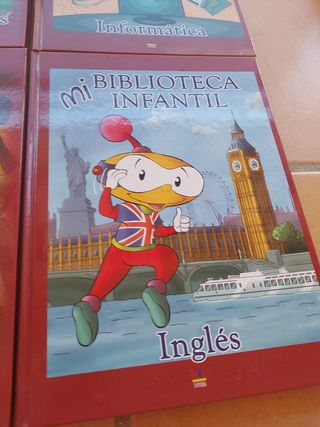 Informática
s
mi BIBLIOTECA
INFANTIL
Inglés